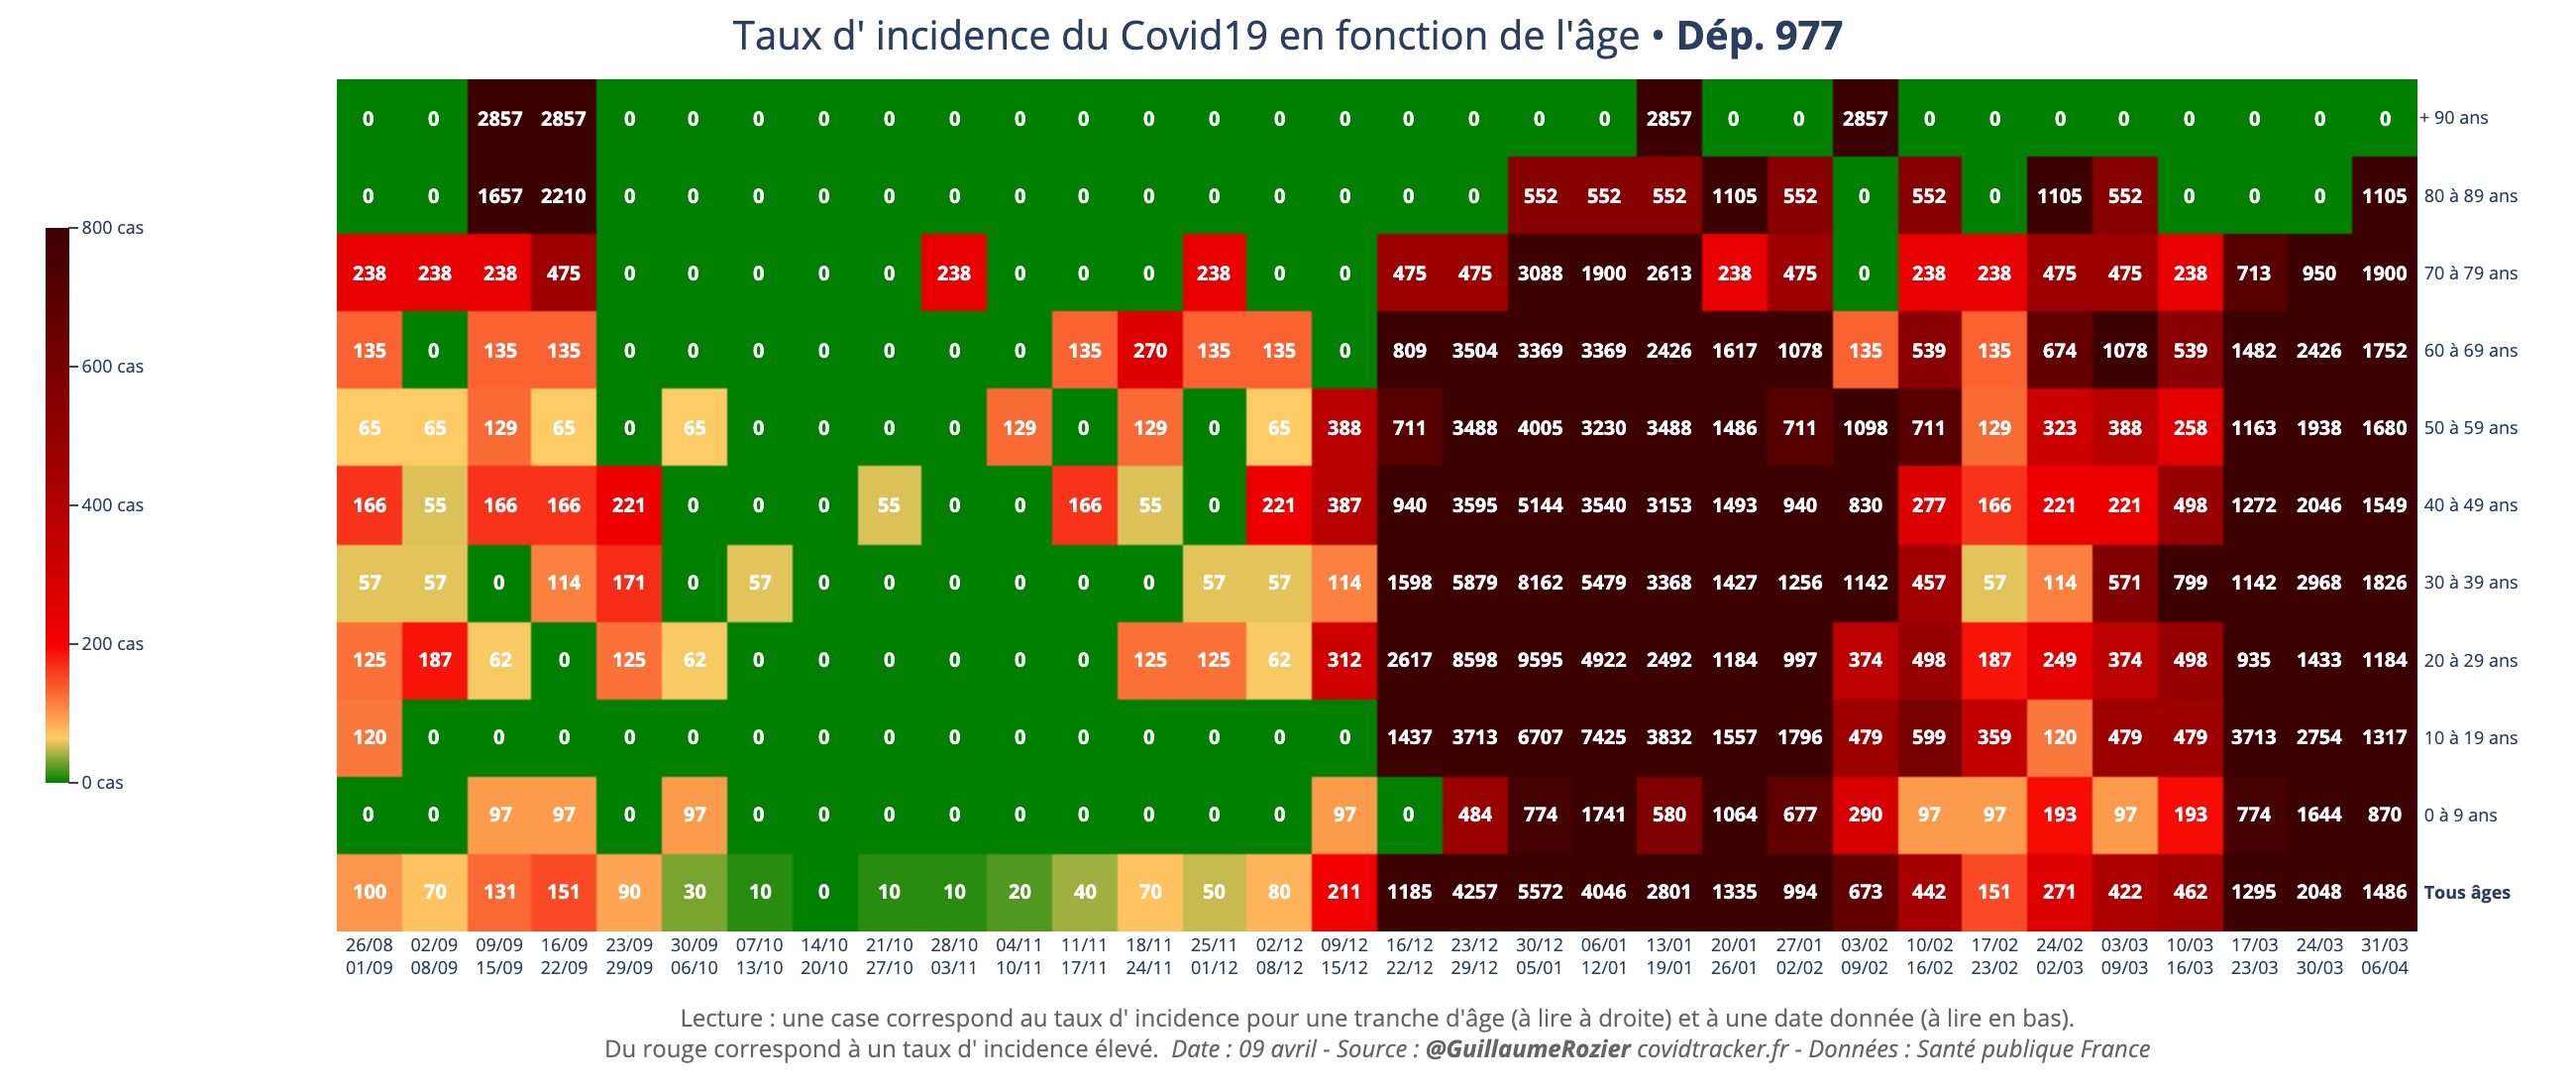 Taux d' incidence du Covid19 en fonction de l'âge • Dép. 977
800 cas
600 cas
400 cas
200 cas
0 cas
0 0 2857 2857 0 0 0 0 0 0 0 0 0 0 0 0 0 0 0 0 2857 0 0 2857 0 0 0 0 0 0 0 0 + 90 ans
0 0 1657 2210 0 0 0 0 0 0 0 0 0 0 0 0 0 0 552 552 552 1105 552 0 552 0 1105 552 0 0 0 1105 80 à 89 ans
238 238 238 475 0 0 0 0 0 238 0 0 0 238 0 0 475 475 3088 1900 2613 238 475 0 238 238 475 475 238 713 950 1900 70 à 79 ans
135 0 135 135 0 0 0 0 0 0 0 135 270 135 135 0 809 3504 3369 3369 2426 1617 1078 135 539 135 674 1078 539 1482 2426 1752 60 à 69 ans
65 65 129 65 0 65 0 0 0 0 129 0 129 0 65 388 711 3488 4005 3230 3488 1486 711 1098 711 129 323 388 258 1163 1938 1680 50 à 59 ans
166 55 166 166 221 0 0 0 55 0 0 166 55 0 221 387 940 3595 5144 3540 3153 1493 940 830 277 166 221 221 498 1272 2046 1549 40 à 49 ans
57 57 0 114 171 0 57 0 0 0 0 0 0 57 57 114 1598 5879 8162 5479 3368 1427 1256 1142 457 57 114 571 799 1142 2968 1826 30 à 39 ans
125 187 62 0 125 62 0 0 0 0 0 0 125 125 62 312 2617 8598 9595 4922 2492 1184 997 374 498 187 249 374 498 935 1433 1184 20 à 29 ans
120 0 0 0 0 0 0 0 0 0 0 0 0 0 0 0 1437 3713 6707 7425 3832 1557 1796 479 599 359 120 479 479 3713 2754 1317 10 à 19 ans
0 0 97 97 0 97 0 0 0 0 0 0 0 0 0 97 0 484 774 1741 580 1064 677 290 97 97 193 97 193 774 1644 870 0 à 9 ans
100 70 131 151 90 30 10 0 10 10 20 40 70 50 80 211 1185 4257 5572 4046 2801 1335 994 673 442 151 271 422 462 1295 2048 1486 Tous âges
26/08 02/09 09/09 16/09 23/09 30/09 07/10 14/10 21/10 28/10 04/11 11/11 18/11 25/11 02/12 09/12 16/12 23/12 30/12 06/01 13/01 20/01 27/01 03/02 10/02 17/02 24/02 03/03 10/03 17/03 24/03 31/03
01/09 08/09 15/09 22/09 29/09 06/10 13/10 20/10 27/10 03/11 10/11 17/11 24/11 01/12 08/12 15/12 22/12 29/12 05/01 12/01 19/01 26/01 02/02 09/02 16/02 23/02 02/03 09/03 16/03 23/03 30/03 06/04
Lecture : une case correspond au taux d' incidence pour une tranche d'âge (à lire à droite) et à une date donnée (à lire en bas).
Du rouge correspond à un taux d' incidence élevé. Date : 09 avril - Source : @GuillaumeRozier covidtracker.fr - Données : Santé publique France